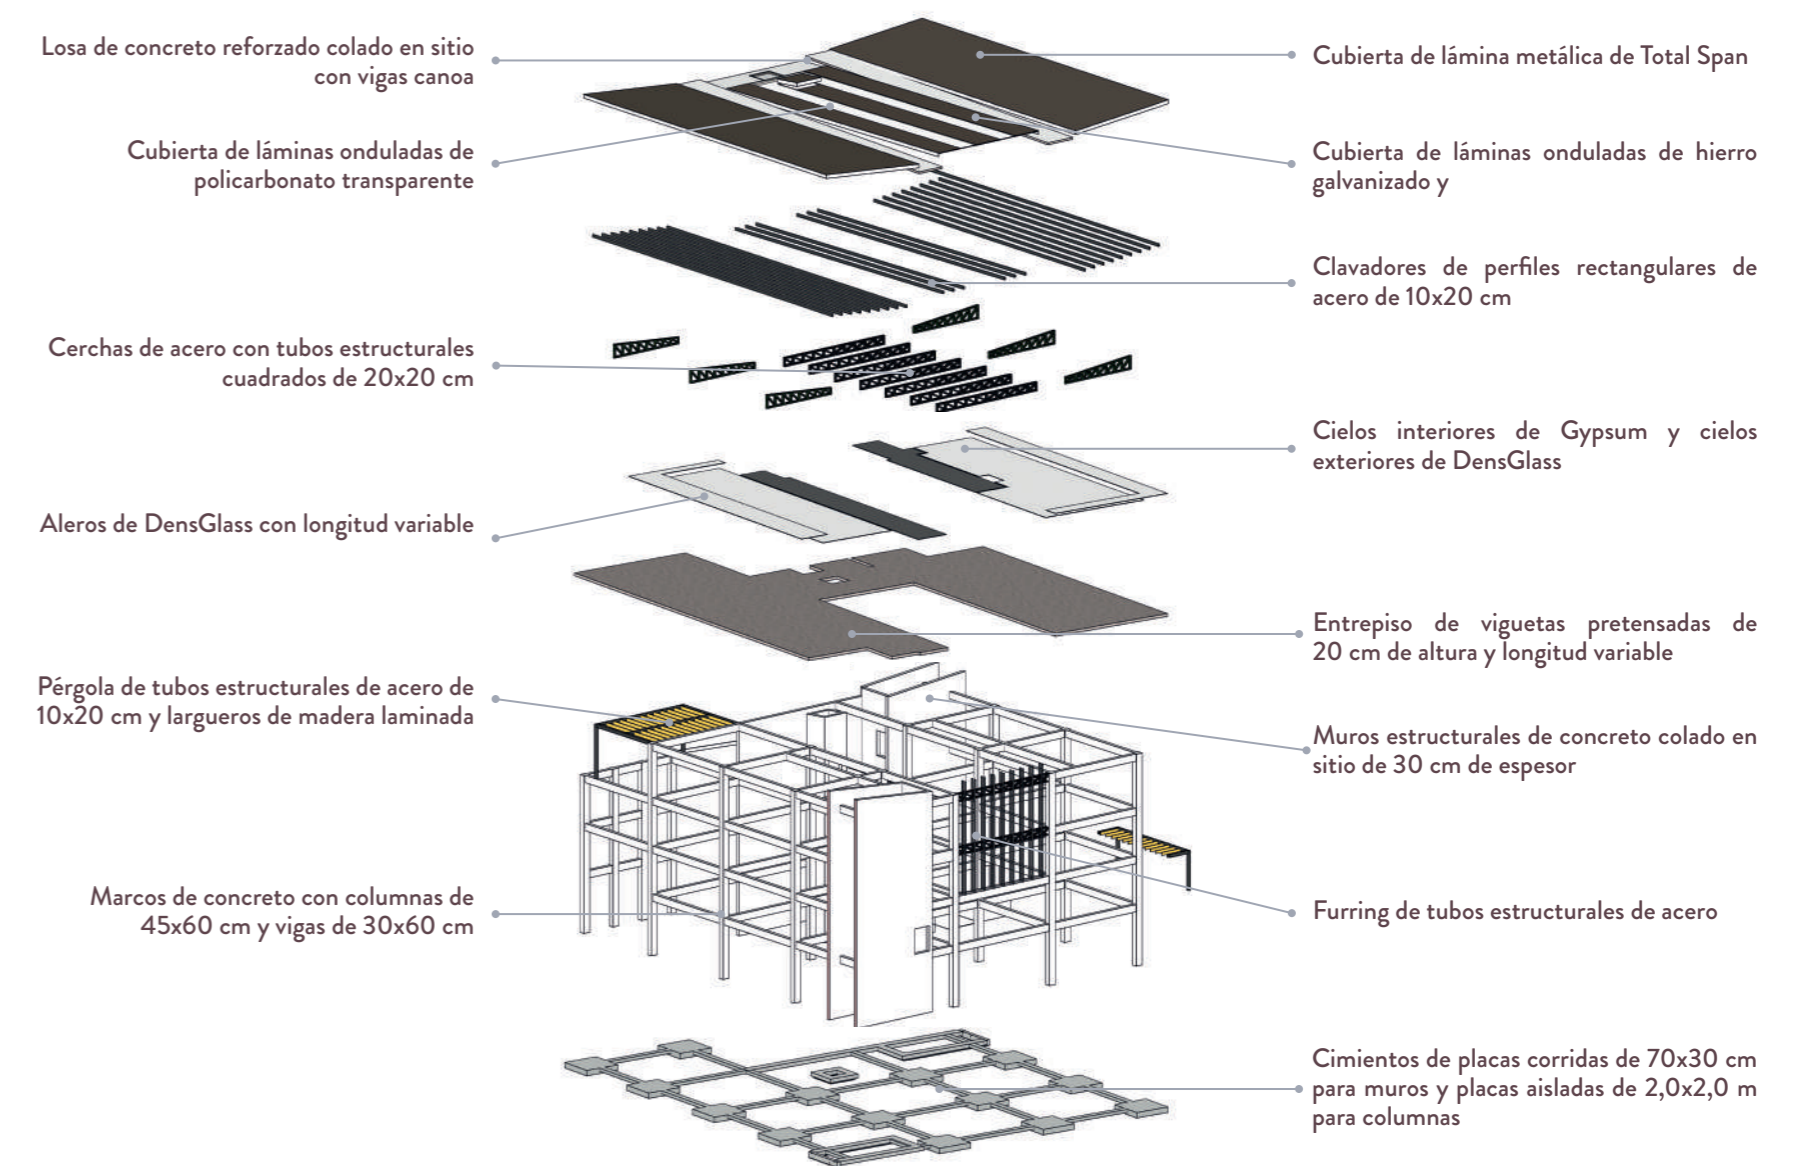 Losa de concreto reforzado colado en sitio
con vigas canoa
Cubierta de láminas onduladas de
policarbonato transparente
Cerchas de acero con tubos estructurales
cuadrados de 20x20 cm
Aleros de DensGlass con longitud variable
Pérgola de tubos estructurales de acero de
10x20 cm y largueros de madera laminada
Marcos de concreto con columnas de
45x60 cm y vigas de 30x60 cm
Cubierta de lámina metálica de Total Span
Cubierta de láminas onduladas de hierro
galvanizado y
Clavadores de perfiles rectangulares de
acero de 10x20 cm
Cielos interiores de Gypsum y cielos
exteriores de DensGlass
Entrepiso de viguetas pretensadas de
20 cm de altura y longitud variable
Muros estructurales de concreto colado en
sitio de 30 cm de espesor
Furring de tubos estructurales de acero
Cimientos de placas corridas de 70x30 cm
para muros y placas aisladas de 2,0x2,0 m
para columnas